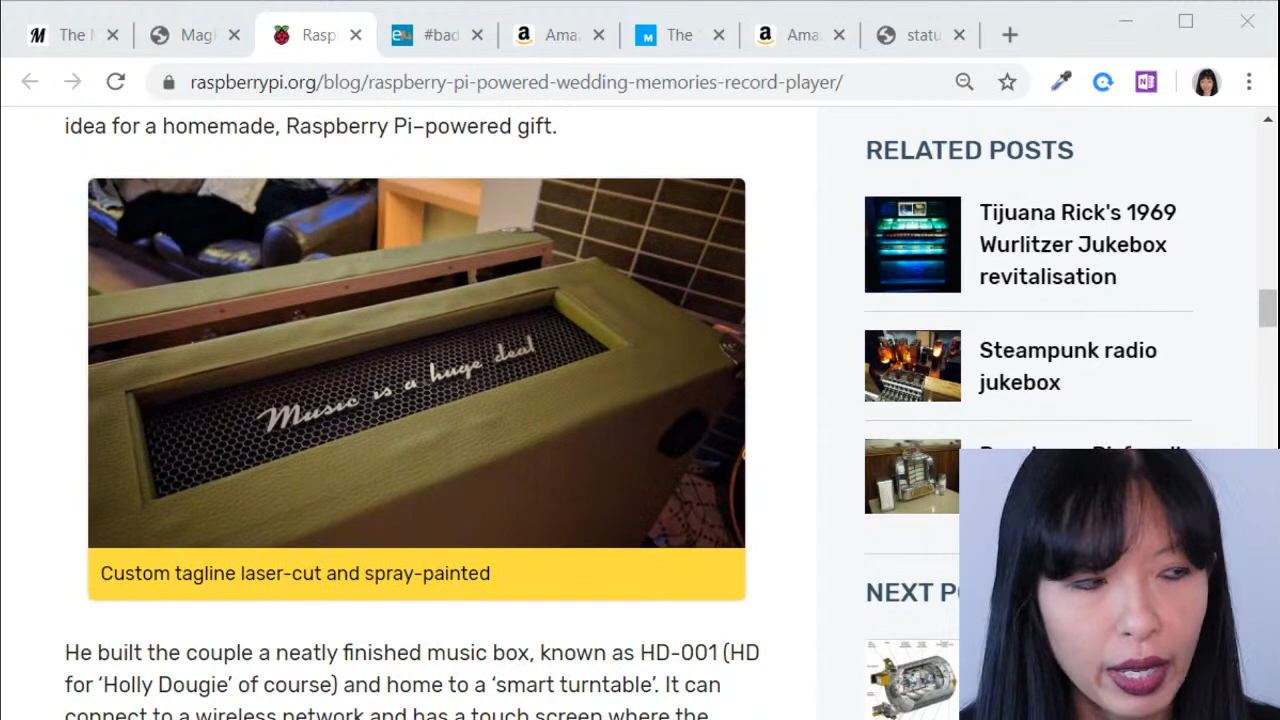 The M
Magi
Rasp
#bad
Ama
The
Ama
statu
raspberrypi.org/blog/raspberry-pi-powered-wedding-memories-record-player/
idea for a homemade, Raspberry Pi–powered gift.
Music is a huge deal
Custom tagline laser-cut and spray-painted
He built the couple a neatly finished music box, known as HD-001 (HD
for ‘Holly Dougie’ of course) and home to a ‘smart turntable’. It can
connect to a wireless network and has a touch screen where the
RELATED POSTS
Tijuana Rick's 1969
Wurlitzer Jukebox
revitalisation
Steampunk radio
jukebox
NEXT P